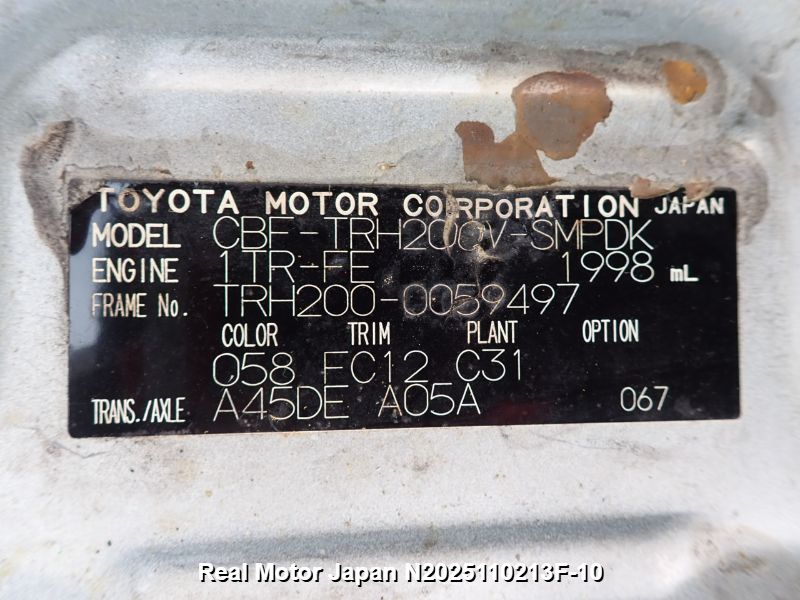 TOYOTA MOTOR CORPORATION JAPAN
MODEL CBF-TRH200V-SMPDK
ENGINE 1TR-FE 1998 mL
FRAME No. TRH200-0059497
COLOR TRIM PLANT OPTION
058 FC12 C31
TRANS./AXLE A45DE A05A 067
Real Motor Japan N2025110213F-10